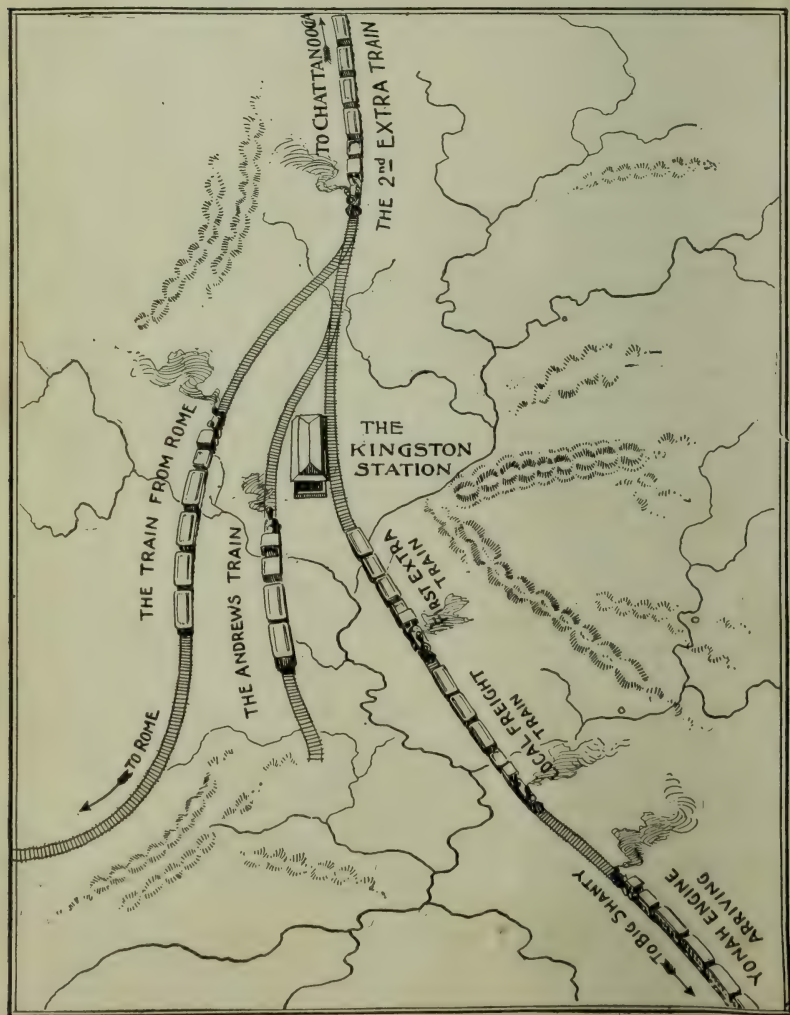 TO CHATTANOOGA
THE 2nd EXTRA TRAIN
THE TRAIN FROM ROME
THE
KINGSTON
STATION
THE ANDREWS TRAIN
FIRST EXTRA
TRAIN
TO ROME
LOCAL FREIGHT
TRAIN
TO BIG SHANTY
YONAH ENGINE
ARRIVING